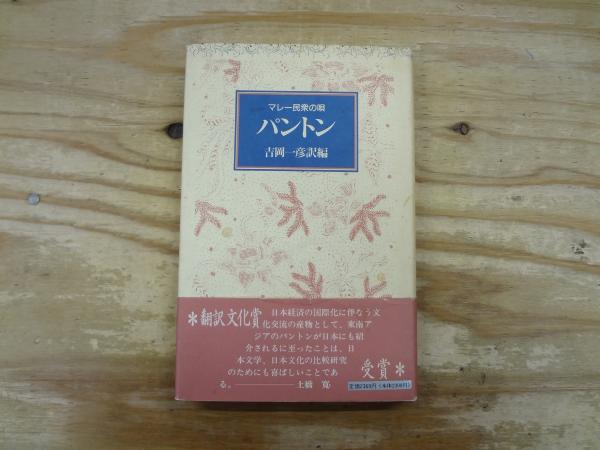 マレー民衆の唄
パントン
吉岡一彦訳編
*翻訳文化賞
受賞*
日本経済の国際化に伴なう文
化交流の産物として、東南ア
ジアのパントンが日本にも紹
介されるに至ったことは、日
本文学、日本文化の比較研究
のためにも喜ばしいことであ
る。————土橋 寛